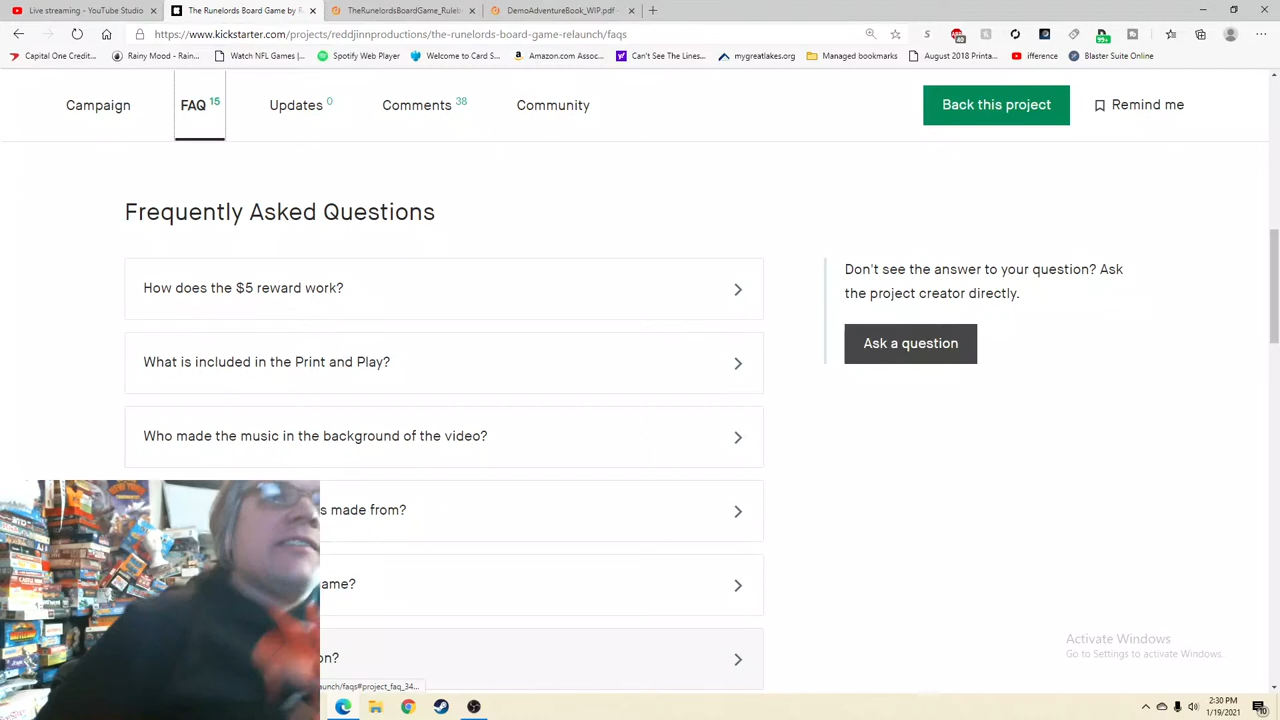 Live streaming - YouTube Studio
The Runelords Board Game by R
TheRunelordsBoardGame_Ruleb
DemoAdventureBook_WIP.pdf -
https://www.kickstarter.com/projects/reddjinnproductions/the-runelords-board-game-relaunch/faqs
Capital One Credit...
Rainy Mood - Rainy...
Watch NFL Games |...
Spotify Web Player
Welcome to Card S...
Amazon.com Assoc...
Can't See The Lines...
mygreatlakes.org
Managed bookmarks
August 2018 Printa...
ifference
Blaster Suite Online
Campaign
FAQ 15
Updates 0
Comments 38
Community
Back this project
Remind me
Frequently Asked Questions
How does the $5 reward work?
Don't see the answer to your question? Ask
the project creator directly.
Ask a question
What is included in the Print and Play?
Who made the music in the background of the video?
s made from?
ame?
on?
Activate Windows
Go to Settings to activate Windows.
launch/faqs#project_faq_34...
2:30 PM
1/19/2021